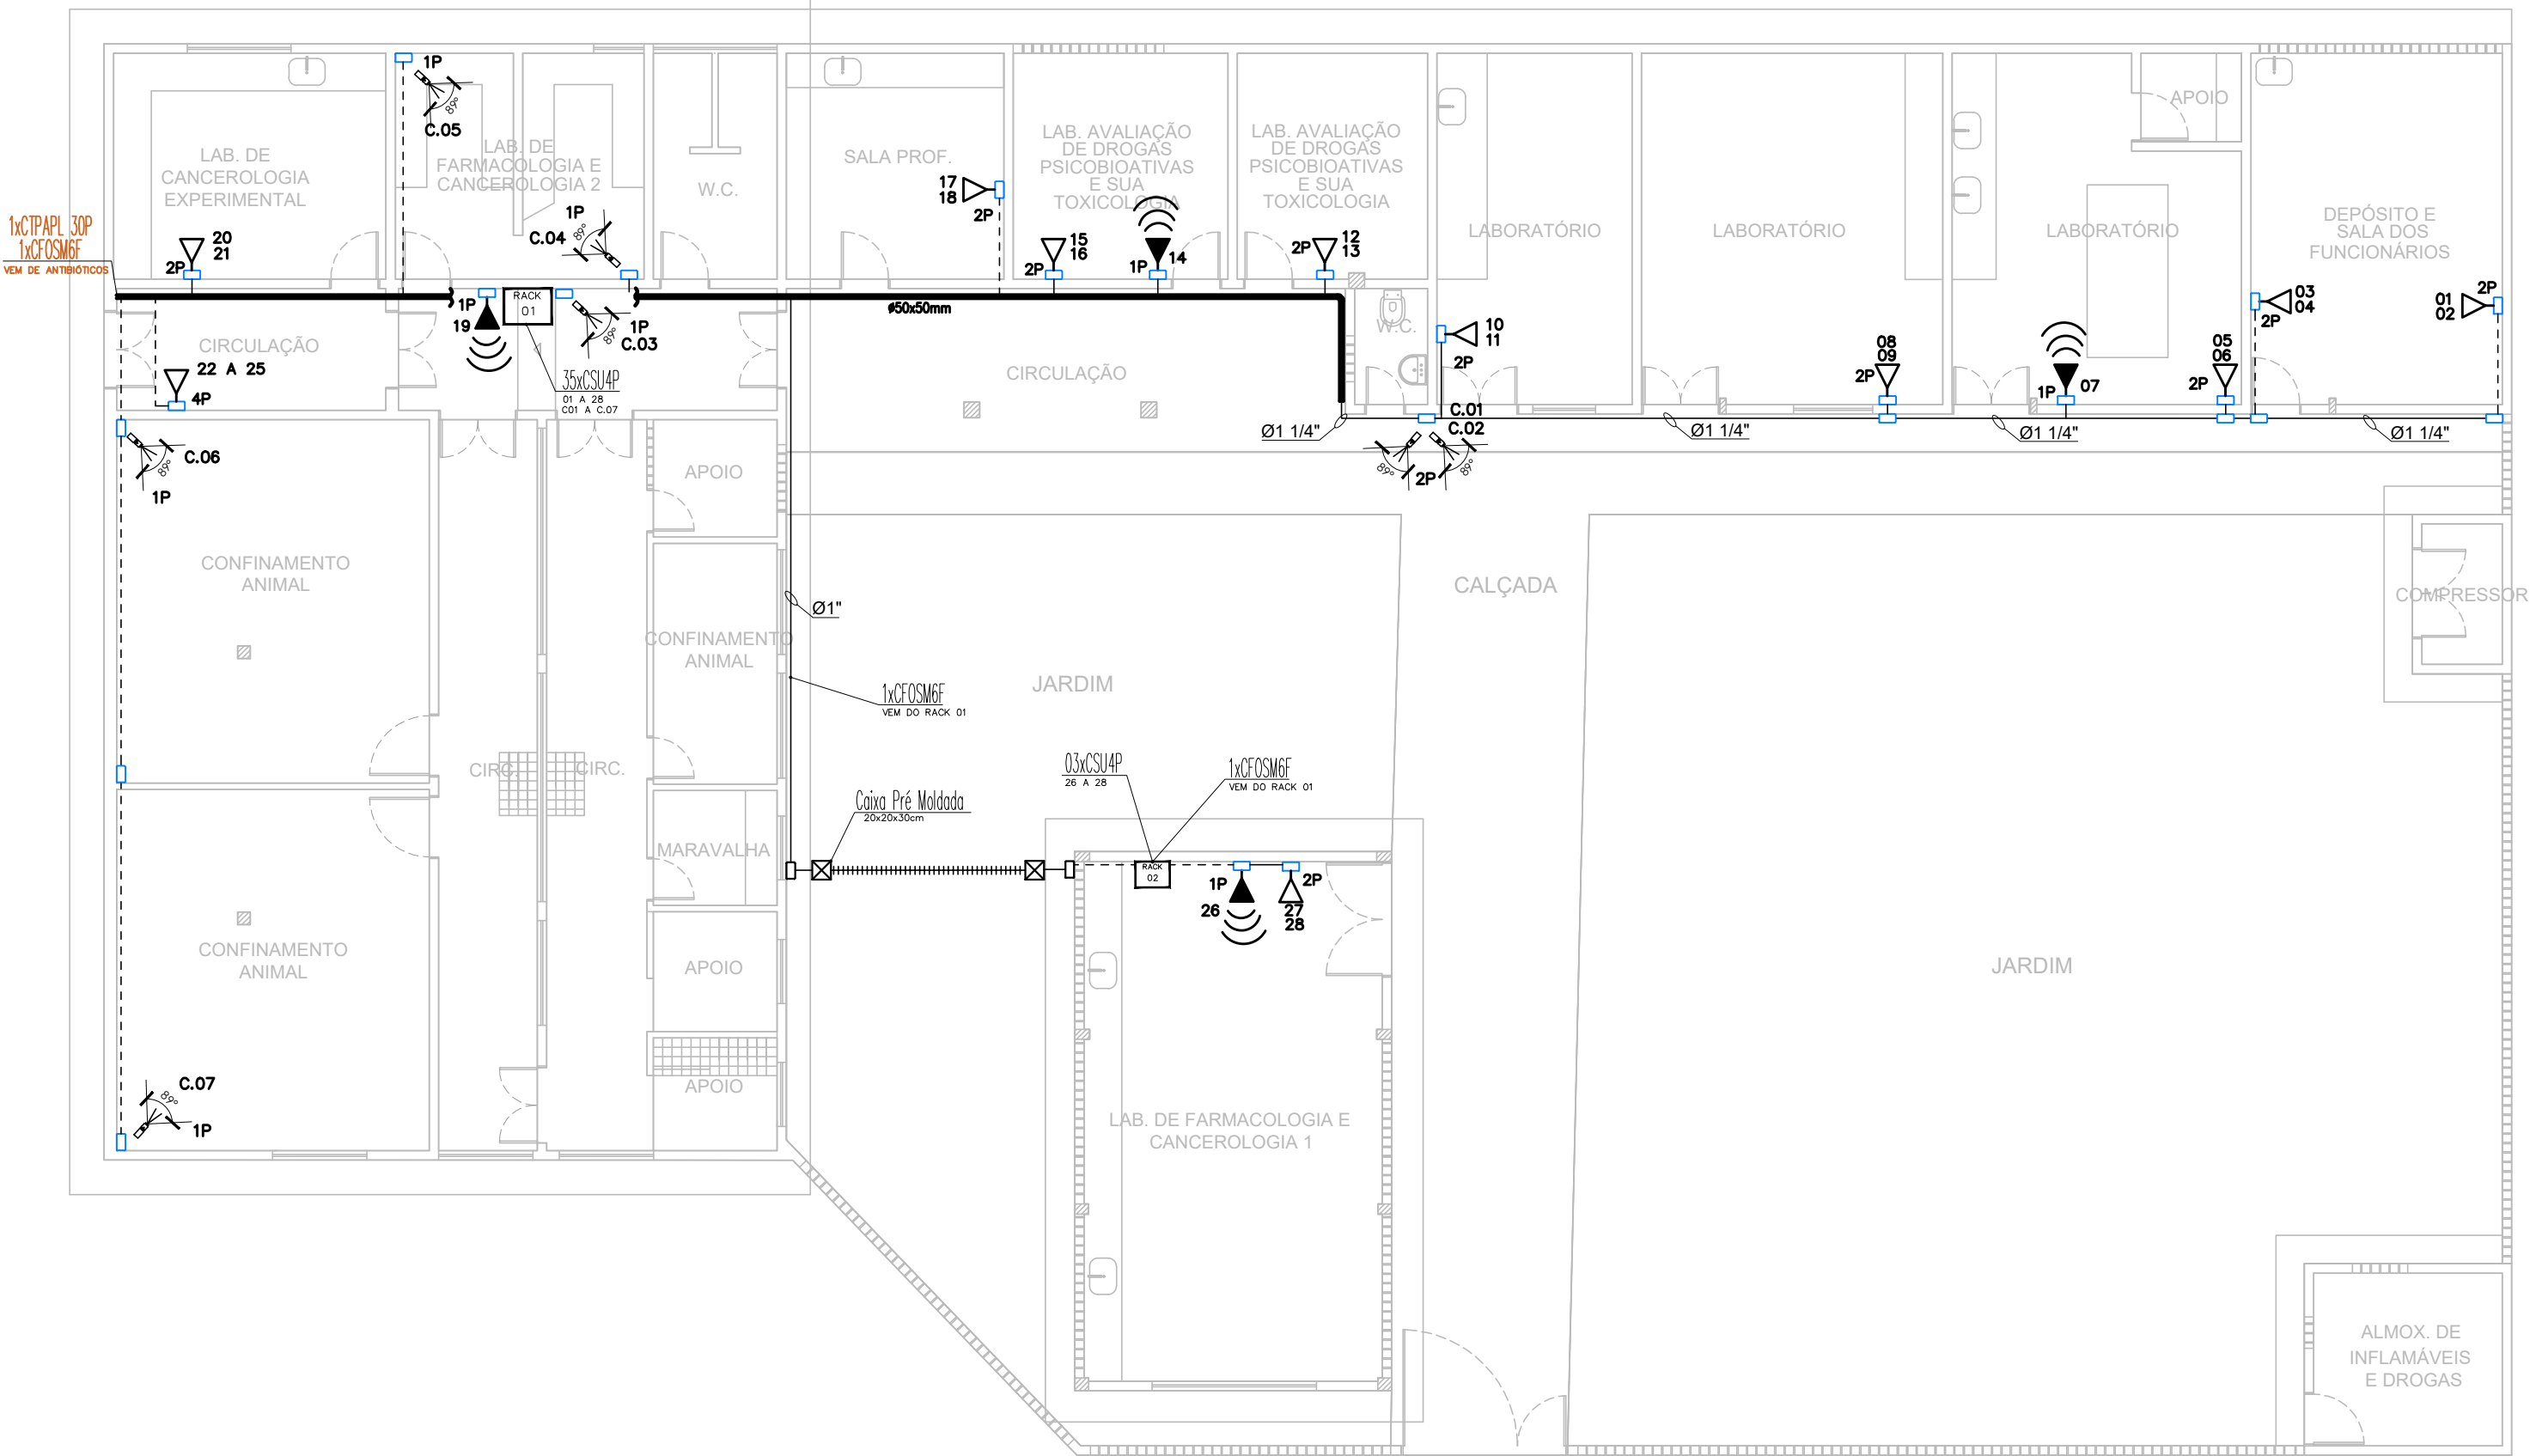 1P
C.05
89°
APOIO
LAB. DE
CANCEROLOGIA
EXPERIMENTAL
LAB. DE
FARMACOLOGIA E
CANCEROLOGIA 2
W.C.
SALA PROF.
LAB. AVALIAÇÃO
DE DROGAS
PSICOBIOATIVAS
E SUA
TOXICOLOGIA
LAB. AVALIAÇÃO
DE DROGAS
PSICOBIOATIVAS
E SUA
TOXICOLOGIA
LABORATÓRIO
LABORATÓRIO
LABORATÓRIO
DEPÓSITO E
SALA DOS
FUNCIONÁRIOS
1xCTPAPL 30P
1xCFOSM6F
VEM DE ANTIBIÓTICOS
20
21
2P
1P
C.04
89°
17
18
2P
15
16
2P
14
1P
12
13
2P
RACK
01
1P
19
1P
C.03
89°
ø50x50mm
W.C.
10
11
2P
08
09
2P
1P
07
05
06
2P
03
04
2P
01
02
2P
CIRCULAÇÃO
22 A 25
4P
35xCSU4P
01 A 28
C01 A C.07
CIRCULAÇÃO
Ø1 1/4"
C.01
C.02
89°
2P
89°
Ø1 1/4"
Ø1 1/4"
Ø1 1/4"
C.06
89°
1P
APOIO
CONFINAMENTO
ANIMAL
CALÇADA
COMPRESSOR
Ø1"
CONFINAMENTO
ANIMAL
JARDIM
1xCFOSM6F
VEM DO RACK 01
CIRC.
CIRC.
03xCSU4P
26 A 28
1xCFOSM6F
VEM DO RACK 01
Caixa Pré Moldada
20x20x30cm
MARAVALHA
RACK
02
1P
26
2P
27
28
CONFINAMENTO
ANIMAL
APOIO
JARDIM
C.07
89°
1P
APOIO
LAB. DE FARMACOLOGIA E
CANCEROLOGIA 1
ALMOX. DE
INFLAMÁVEIS
E DROGAS